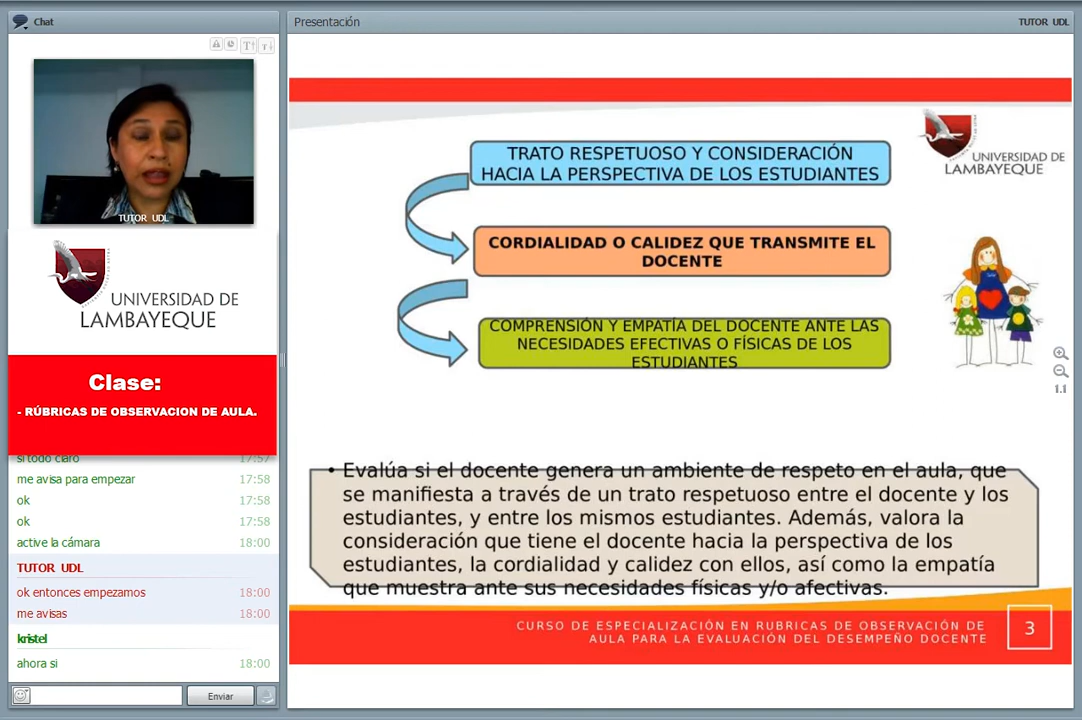 Chat
TUTOR UDL
UNIVERSIDAD DE
LAMBAYEQUE
Clase:
- RÚBRICAS DE OBSERVACION DE AULA.
si todo claro 17:57
me avisa para empezar 17:58
ok 17:58
ok 17:58
active la cámara 18:00
TUTOR UDL
ok entonces empezamos 18:00
me avisas 18:00
kristel
ahora si 18:00
Enviar
Presentación
TUTOR UDL
UNIVERSIDAD DE
LAMBAYEQUE
TRATO RESPETUOSO Y CONSIDERACIÓN
HACIA LA PERSPECTIVA DE LOS ESTUDIANTES
CORDIALIDAD O CALIDEZ QUE TRANSMITE EL
DOCENTE
COMPRENSIÓN Y EMPATÍA DEL DOCENTE ANTE LAS
NECESIDADES EFECTIVAS O FÍSICAS DE LOS
ESTUDIANTES
1.1
• Evalúa si el docente genera un ambiente de respeto en el aula, que
se manifiesta a través de un trato respetuoso entre el docente y los
estudiantes, y entre los mismos estudiantes. Además, valora la
consideración que tiene el docente hacia la perspectiva de los
estudiantes, la cordialidad y calidez con ellos, así como la empatía
que muestra ante sus necesidades físicas y/o afectivas.
CURSO DE ESPECIALIZACIÓN EN RUBRICAS DE OBSERVACIÓN DE
AULA PARA LA EVALUACIÓN DEL DESEMPEÑO DOCENTE
3